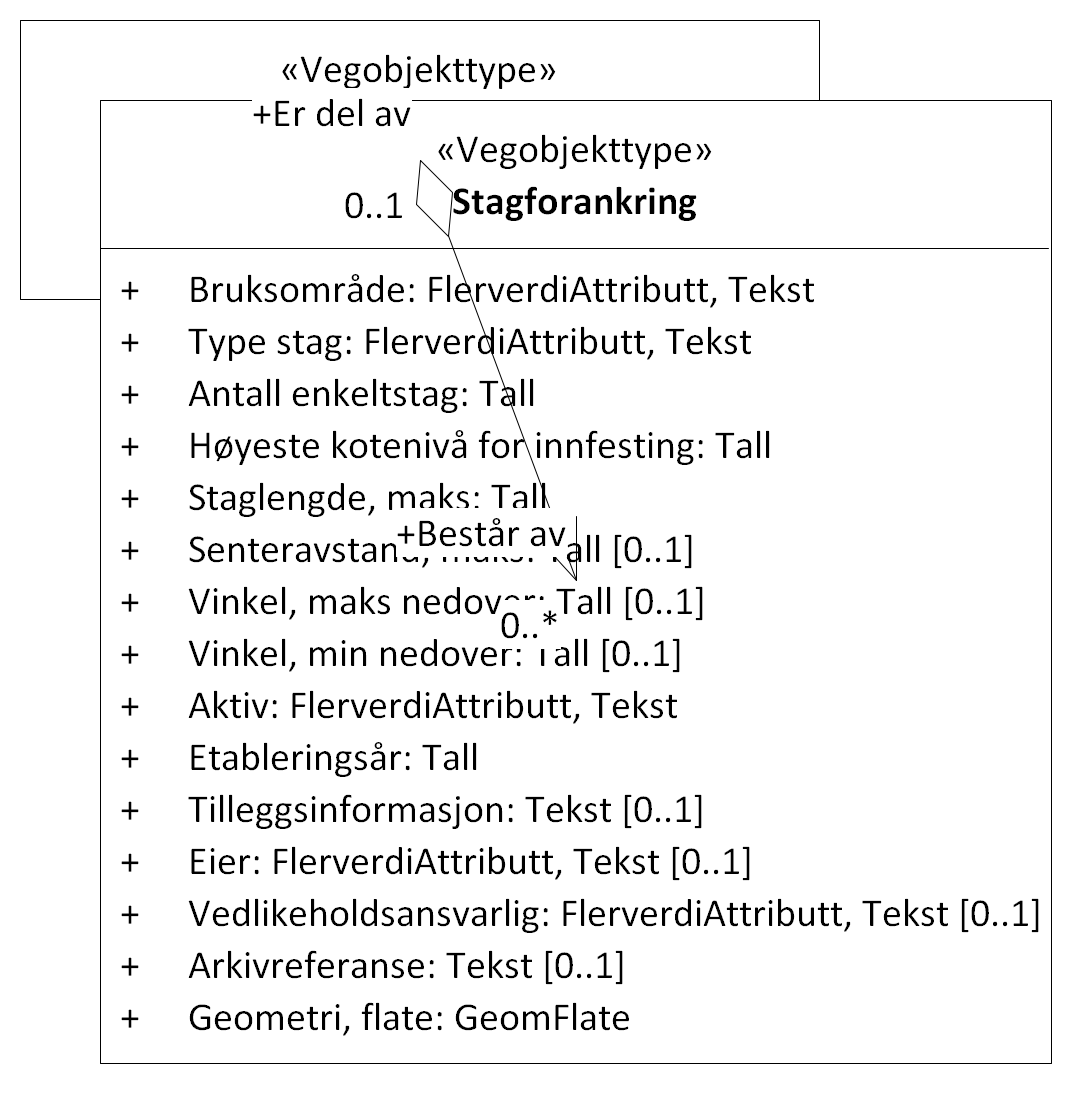 «Vegobjekttype»
+Er del av
«Vegobjekttype»
0..1
Stagforankring
+ Bruksområde: FlerverdiAttributt, Tekst
+ Type stag: FlerverdiAttributt, Tekst
+ Antall enkeltstag: Tall
+ Høyeste kotenivå for innfesting: Tall
+ Staglengde, maks: Tall
+Består av
+ Senteravstand, maks: Tall [0..1]
+ Vinkel, maks nedover: Tall [0..1]
0..*
+ Vinkel, min nedover: Tall [0..1]
+ Aktiv: FlerverdiAttributt, Tekst
+ Etableringsår: Tall
+ Tilleggsinformasjon: Tekst [0..1]
+ Eier: FlerverdiAttributt, Tekst [0..1]
+ Vedlikeholdsansvarlig: FlerverdiAttributt, Tekst [0..1]
+ Arkivreferanse: Tekst [0..1]
+ Geometri, flate: GeomFlate